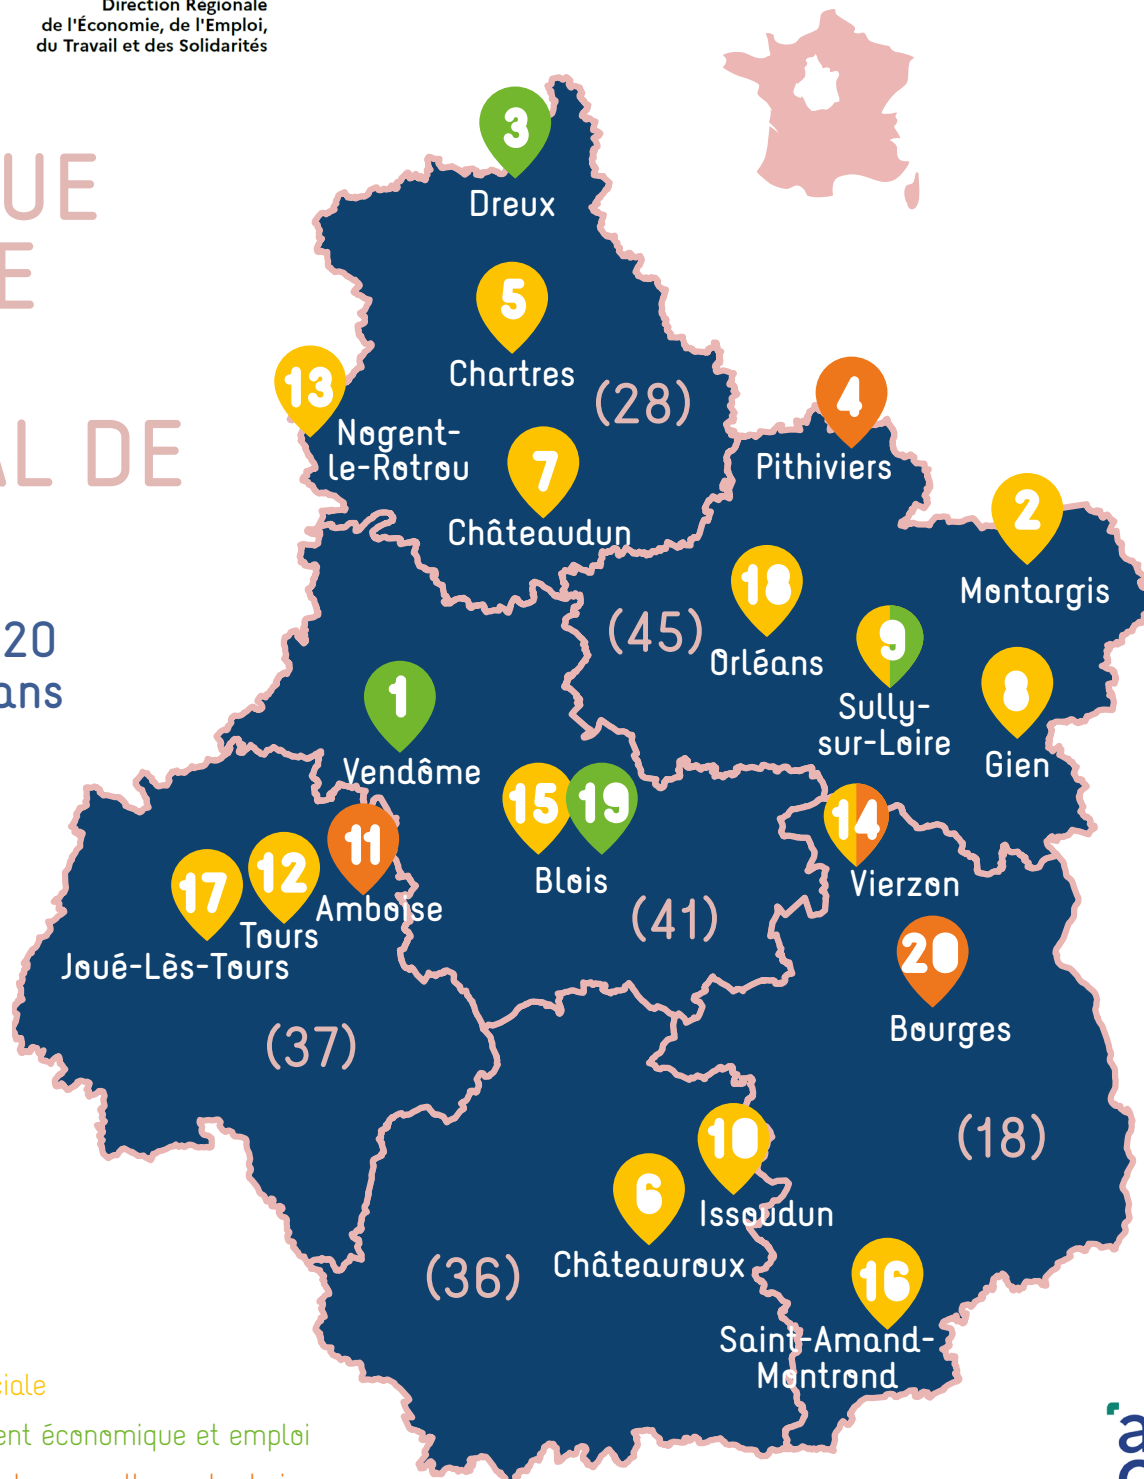 Direction Régionale
de l'Économie, de l'Emploi,
du Travail et des Solidarités
UE
E
AL DE
20
ans
3
Dreux
5
Chartres
(28)
13
Nogent-
le-Rotrou
7
Châteaudun
4
Pithiviers
2
Montargis
18
(45)
Orléans
9
Sully-
sur-Loire
8
Gien
1
Vendôme
15
19
Blois
14
Vierzon
11
Amboise
12
Tours
17
Joué-Lès-Tours
(41)
20
Bourges
(37)
(18)
10
Issoudun
6
Châteauroux
(36)
16
Saint-Amand-
Montrond
ciale
ent économique et emploi